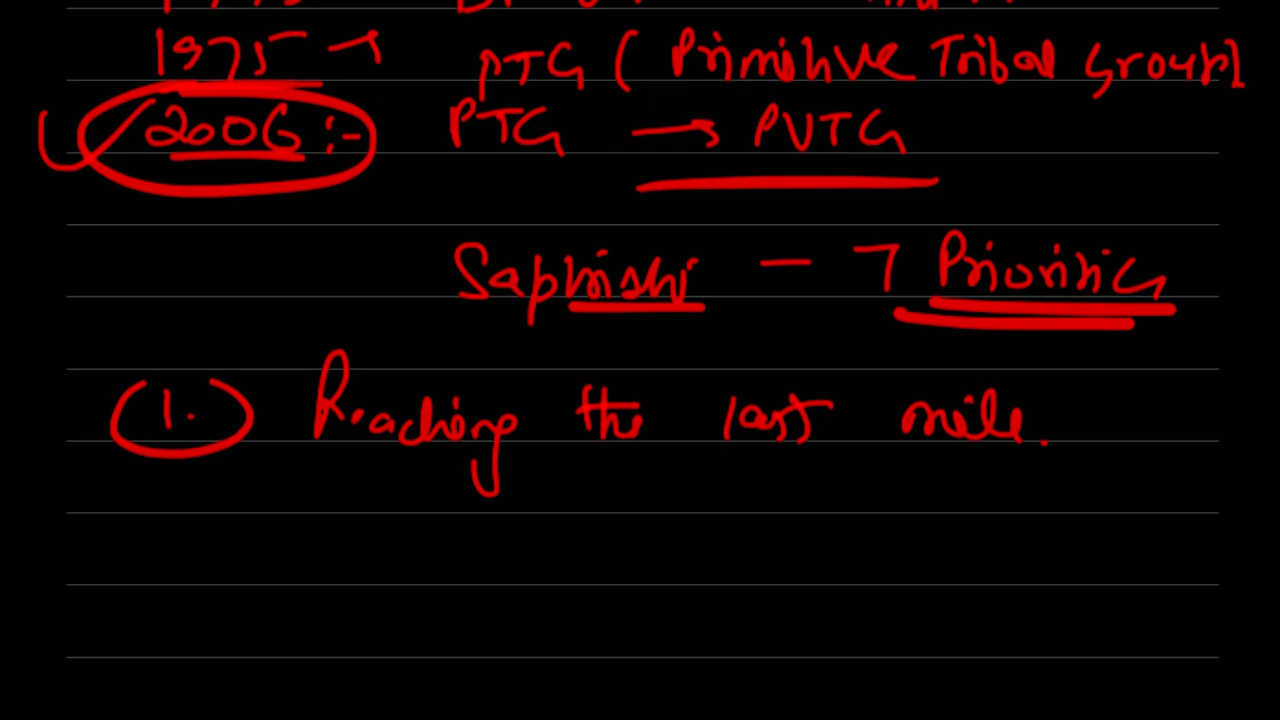 1975 → PTG ( Primitive Tribal Group)
2006 :- PTG → PVTG
Saptrishi - 7 Priorities
(1.) Reaching the last mile.